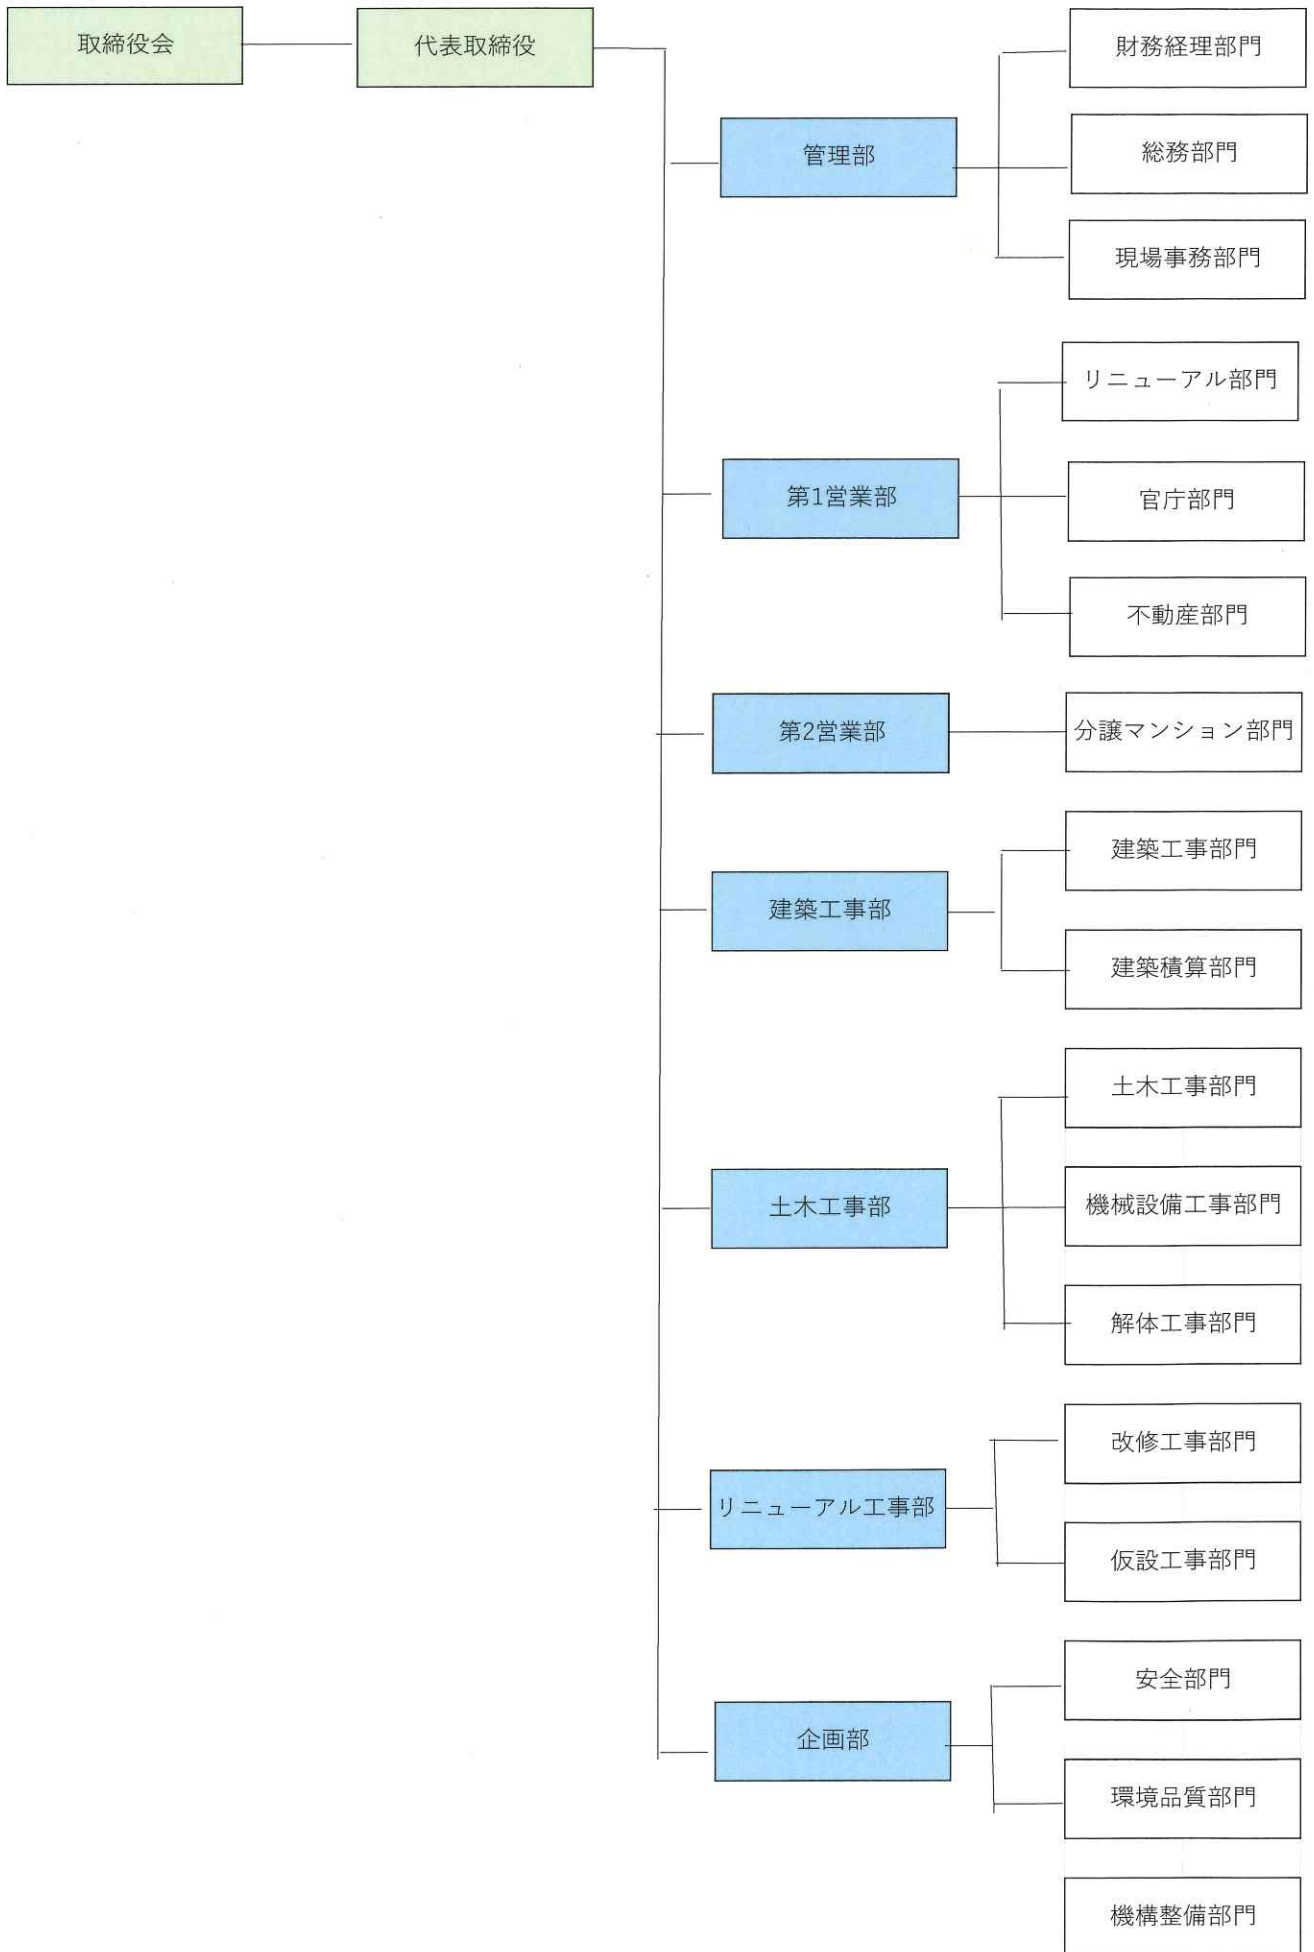 取締役会
代表取締役
管理部
財務経理部門
総務部門
現場事務部門
第1営業部
リニューアル部門
官庁部門
不動産部門
第2営業部
分譲マンション部門
建築工事部
建築工事部門
建築積算部門
土木工事部
土木工事部門
機械設備工事部門
解体工事部門
リニューアル工事部
改修工事部門
仮設工事部門
企画部
安全部門
環境品質部門
機構整備部門